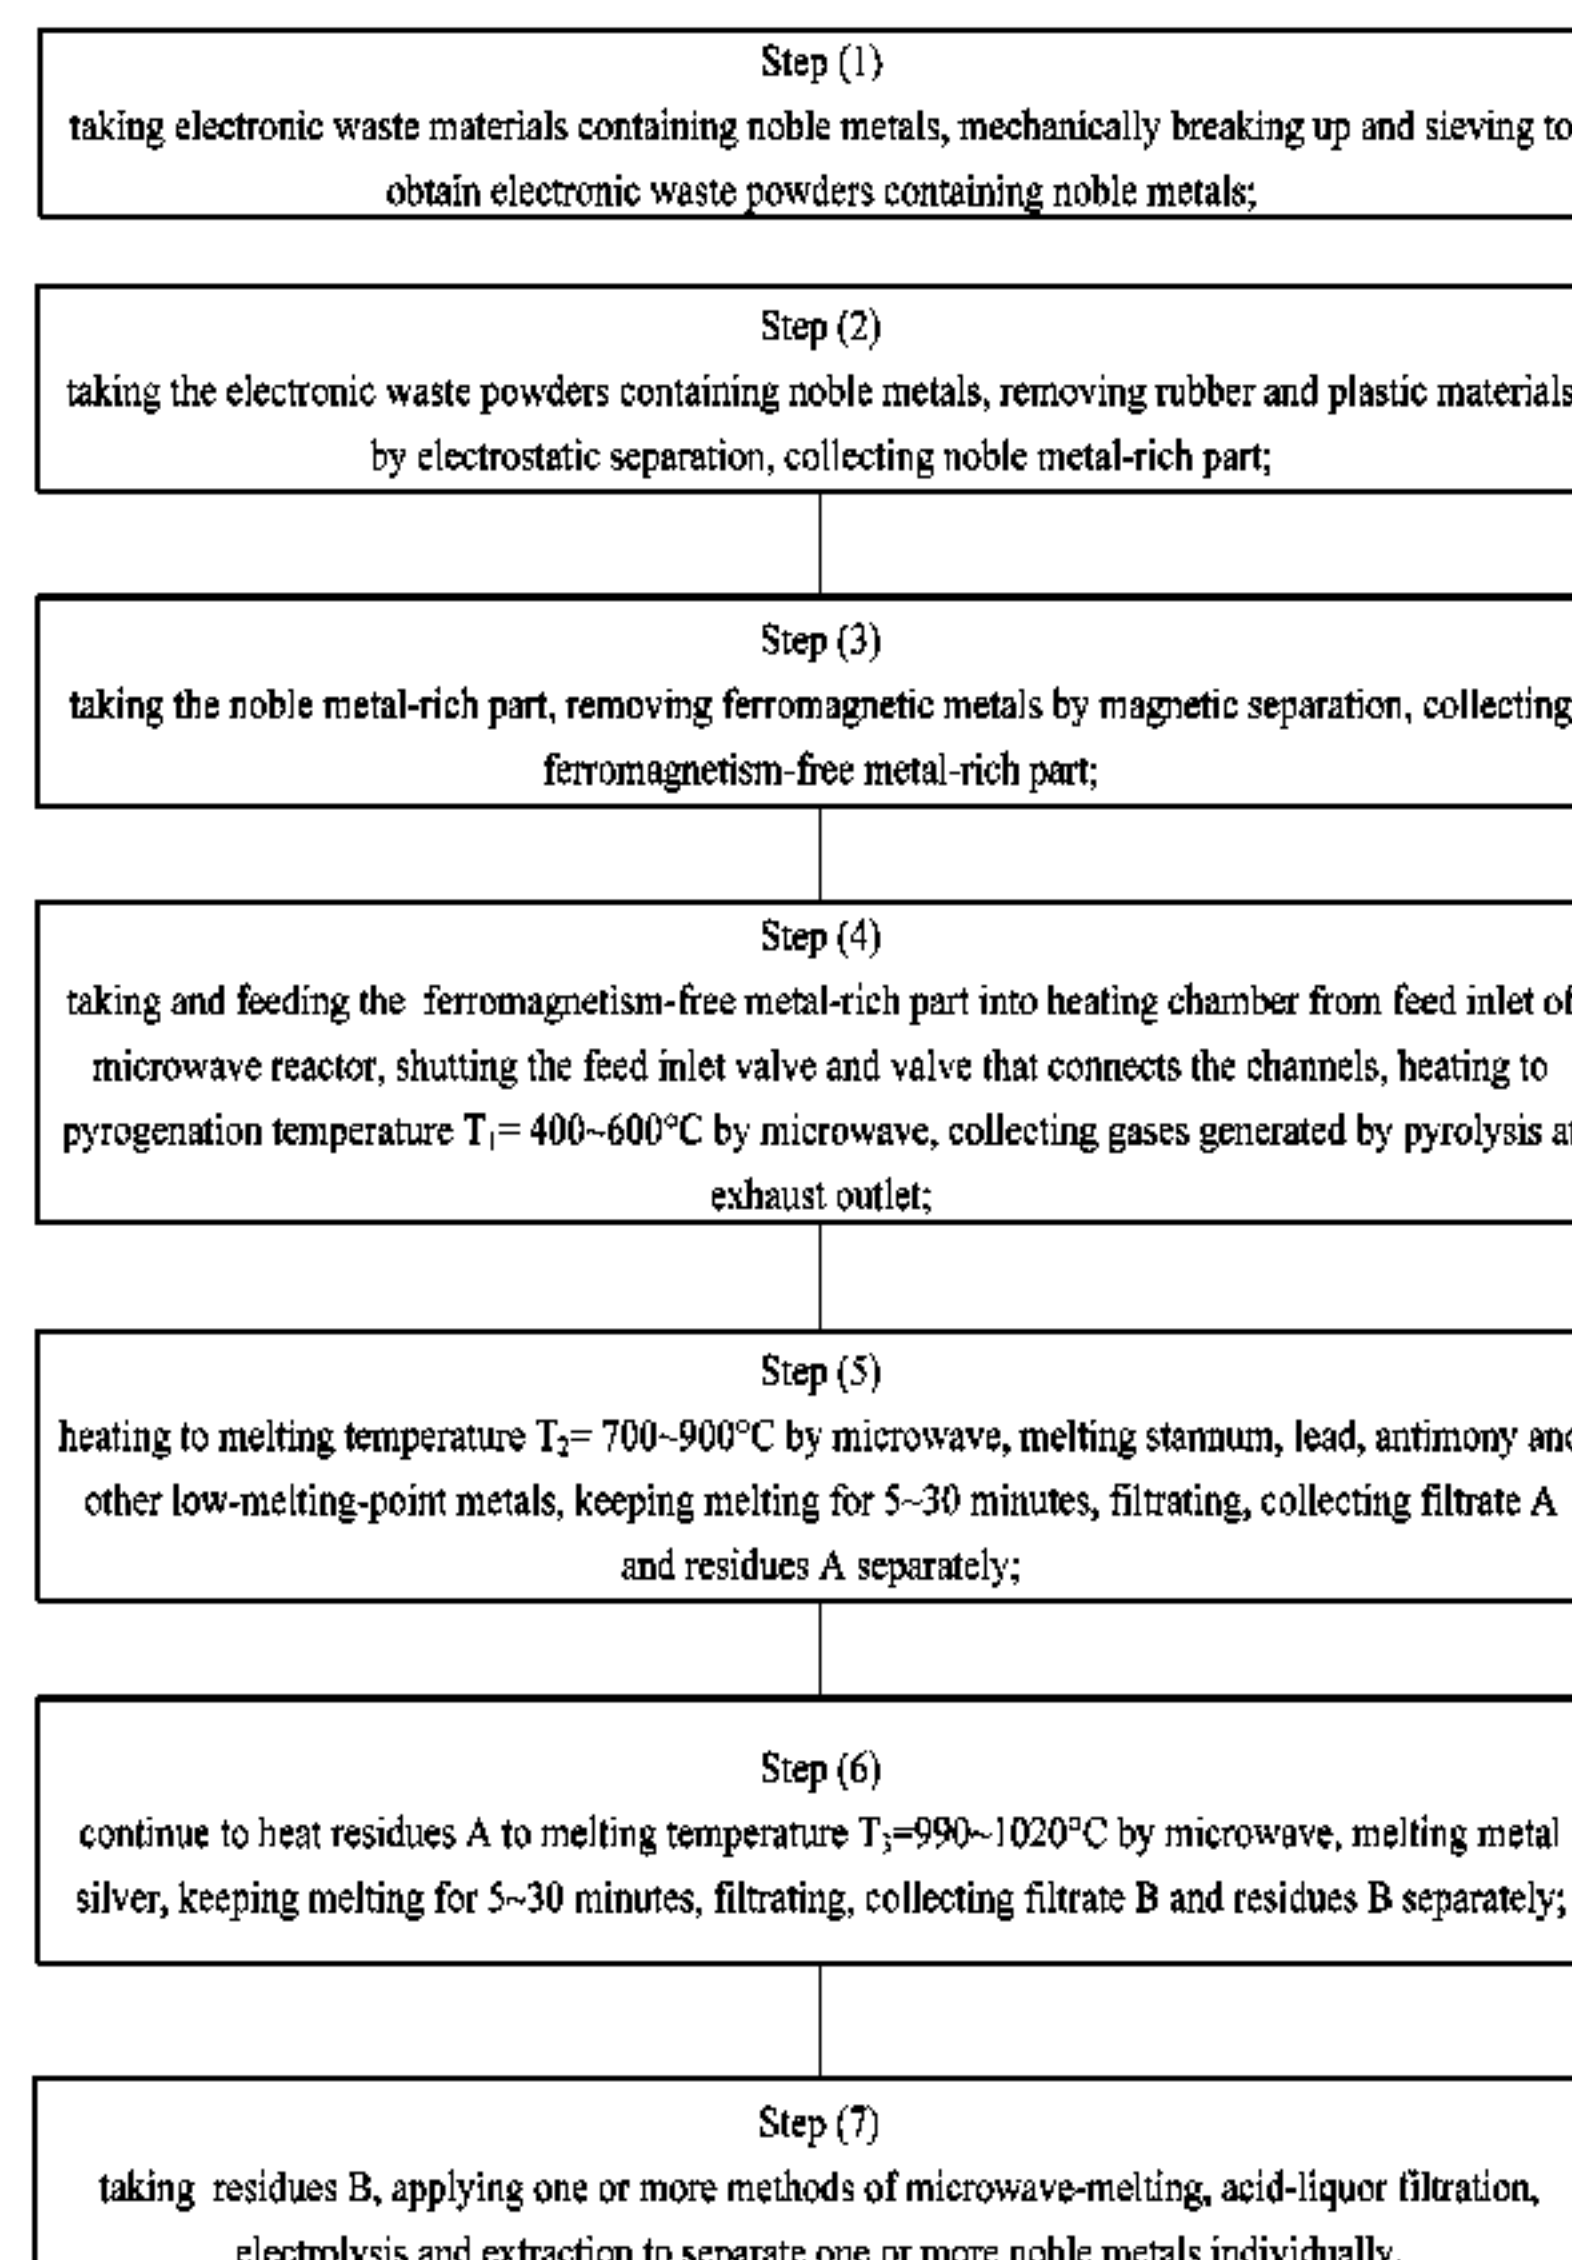 Step (1)
taking electronic waste materials containing noble metals, mechanically breaking up and sieving to
obtain electronic waste powders containing noble metals;
Step (2)
taking the electronic waste powders containing noble metals, removing rubber and plastic materials
by electrostatic separation, collecting noble metal-rich part;
Step (3)
taking the noble metal-rich part, removing ferromagnetic metals by magnetic separation, collecting
ferromagnetism-free metal-rich part;
Step (4)
taking and feeding the ferromagnetism-free metal-rich part into heating chamber from feed inlet of
microwave reactor, shutting the feed inlet valve and valve that connects the channels, heating to
pyrogenation temperature T₁= 400~600°C by microwave, collecting gases generated by pyrolysis at
exhaust outlet;
Step (5)
heating to melting temperature T₂= 700~900°C by microwave, melting stannum, lead, antimony and
other low-melting-point metals, keeping melting for 5~30 minutes, filtrating, collecting filtrate A
and residues A separately;
Step (6)
continue to heat residues A to melting temperature T₃=990~1020°C by microwave, melting metal
silver, keeping melting for 5~30 minutes, filtrating, collecting filtrate B and residues B separately;
Step (7)
taking residues B, applying one or more methods of microwave-melting, acid-liquor filtration,
electrolysis and extraction to separate one or more noble metals individually.